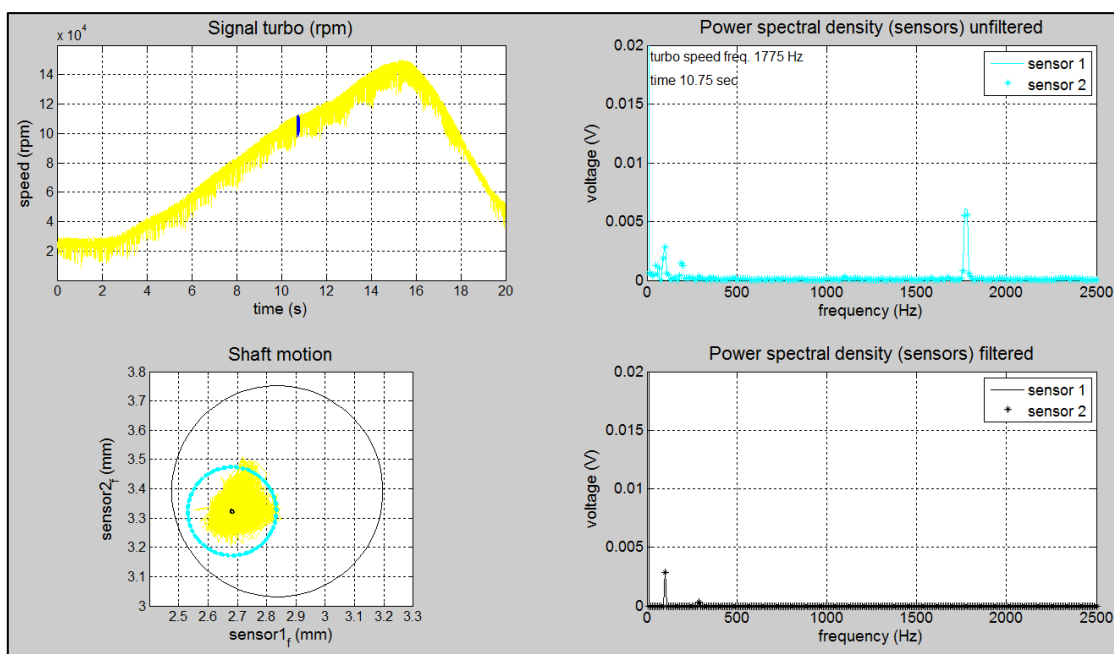 Signal turbo (rpm)
x 10⁴
14
12
10
8
6
4
2
speed (rpm)
0 2 4 6 8 10 12 14 16 18 20
time (s)
Power spectral density (sensors) unfiltered
0.02
0.015
0.01
0.005
0
voltage (V)
turbo speed freq. 1775 Hz
time 10.75 sec
sensor 1
sensor 2
0 500 1000 1500 2000 2500
frequency (Hz)
Shaft motion
3.8
3.7
3.6
3.5
3.4
3.3
3.2
3.1
3
sensor2f (mm)
2.5 2.6 2.7 2.8 2.9 3 3.1 3.2 3.3
sensor1f (mm)
Power spectral density (sensors) filtered
0.02
0.015
0.01
0.005
0
voltage (V)
sensor 1
sensor 2
0 500 1000 1500 2000 2500
frequency (Hz)